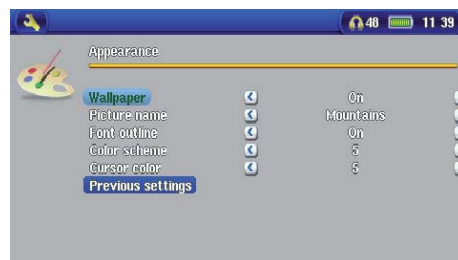 48 11 39
Appearance
Wallpaper On
Picture name Mountains
Font outline On
Color scheme 5
Cursor color 5
Previous settings